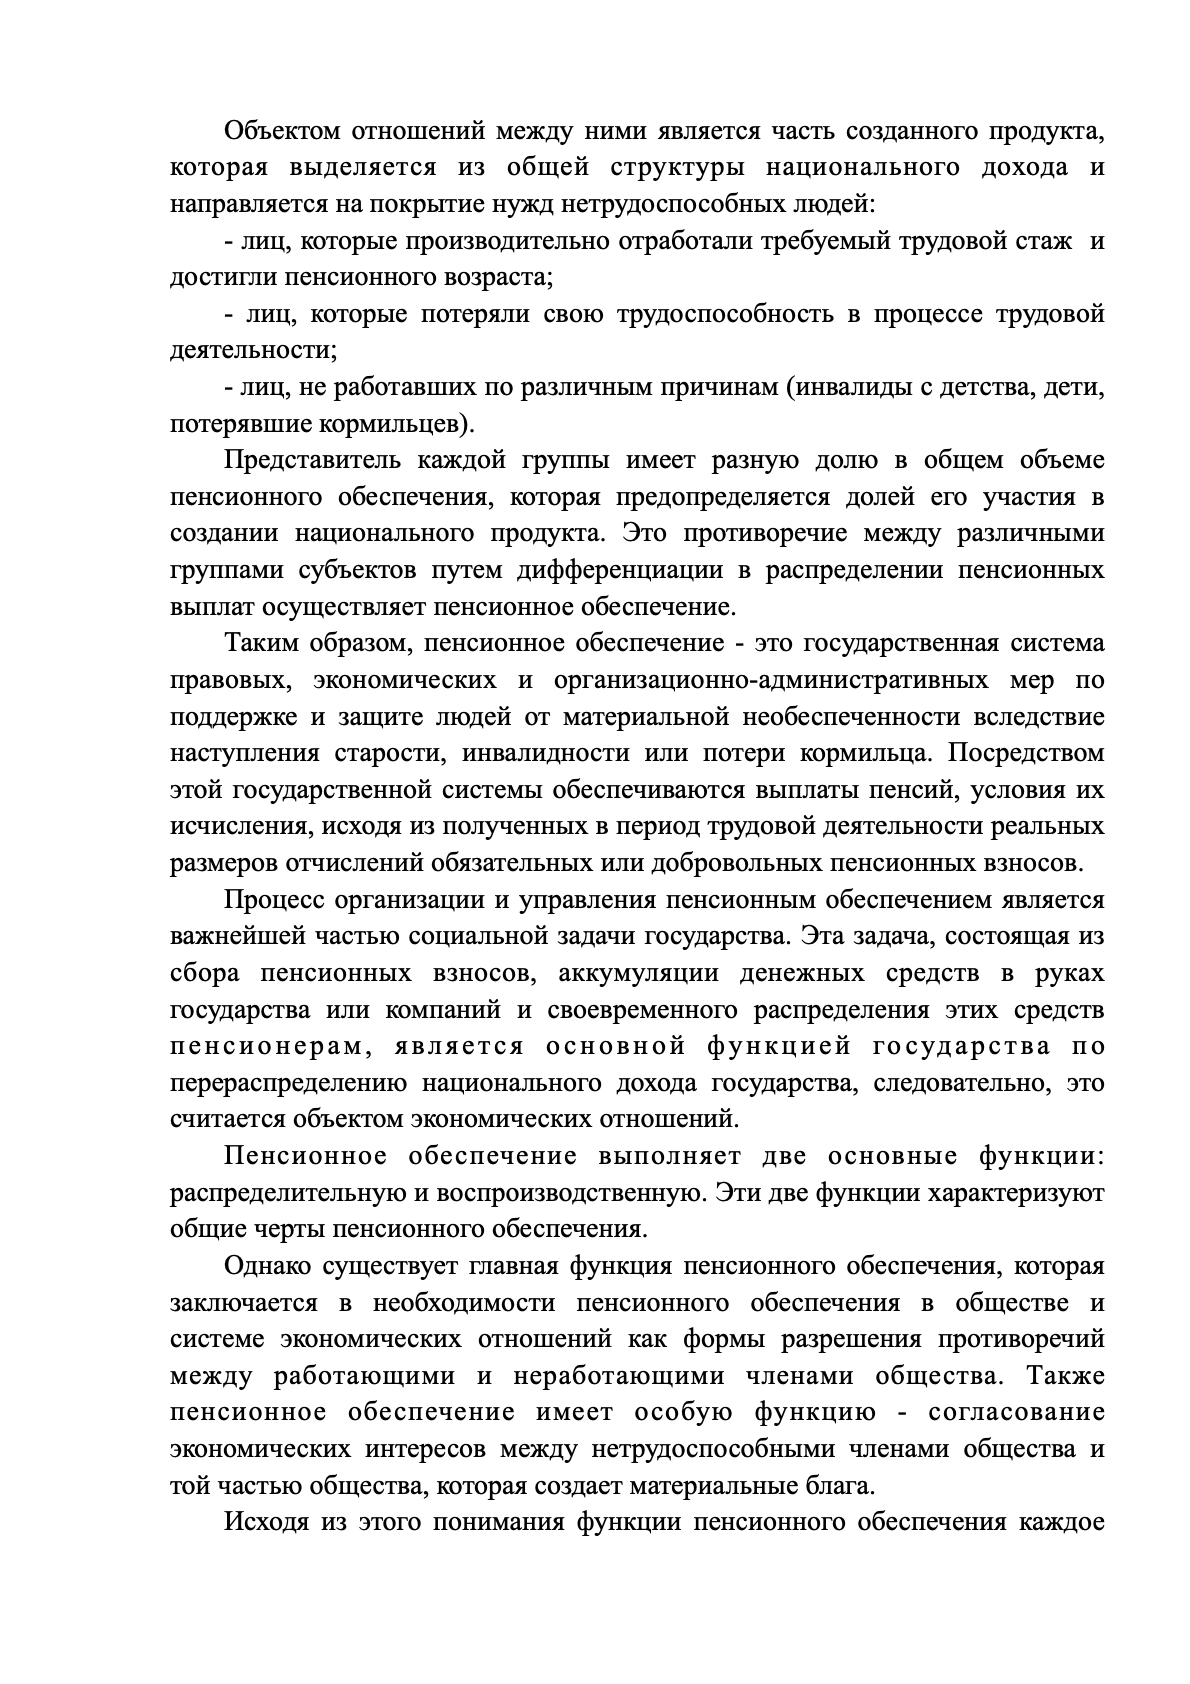 Объектом отношений между ними является часть созданного продукта,
которая выделяется из общей структуры национального дохода и
направляется на покрытие нужд нетрудоспособных людей:
- лиц, которые производительно отработали требуемый трудовой стаж и
достигли пенсионного возраста;
- лиц, которые потеряли свою трудоспособность в процессе трудовой
деятельности;
- лиц, не работавших по различным причинам (инвалиды с детства, дети,
потерявшие кормильцев).
Представитель каждой группы имеет разную долю в общем объеме
пенсионного обеспечения, которая предопределяется долей его участия в
создании национального продукта. Это противоречие между различными
группами субъектов путем дифференциации в распределении пенсионных
выплат осуществляет пенсионное обеспечение.
Таким образом, пенсионное обеспечение - это государственная система
правовых, экономических и организационно-административных мер по
поддержке и защите людей от материальной необеспеченности вследствие
наступления старости, инвалидности или потери кормильца. Посредством
этой государственной системы обеспечиваются выплаты пенсий, условия их
исчисления, исходя из полученных в период трудовой деятельности реальных
размеров отчислений обязательных или добровольных пенсионных взносов.
Процесс организации и управления пенсионным обеспечением является
важнейшей частью социальной задачи государства. Эта задача, состоящая из
сбора пенсионных взносов, аккумуляции денежных средств в руках
государства или компаний и своевременного распределения этих средств
пенсионерам, является основной функцией государства по
перераспределению национального дохода государства, следовательно, это
считается объектом экономических отношений.
Пенсионное обеспечение выполняет две основные функции:
распределительную и воспроизводственную. Эти две функции характеризуют
общие черты пенсионного обеспечения.
Однако существует главная функция пенсионного обеспечения, которая
заключается в необходимости пенсионного обеспечения в обществе и
системе экономических отношений как формы разрешения противоречий
между работающими и неработающими членами общества. Также
пенсионное обеспечение имеет особую функцию - согласование
экономических интересов между нетрудоспособными членами общества и
той частью общества, которая создает материальные блага.
Исходя из этого понимания функции пенсионного обеспечения каждое